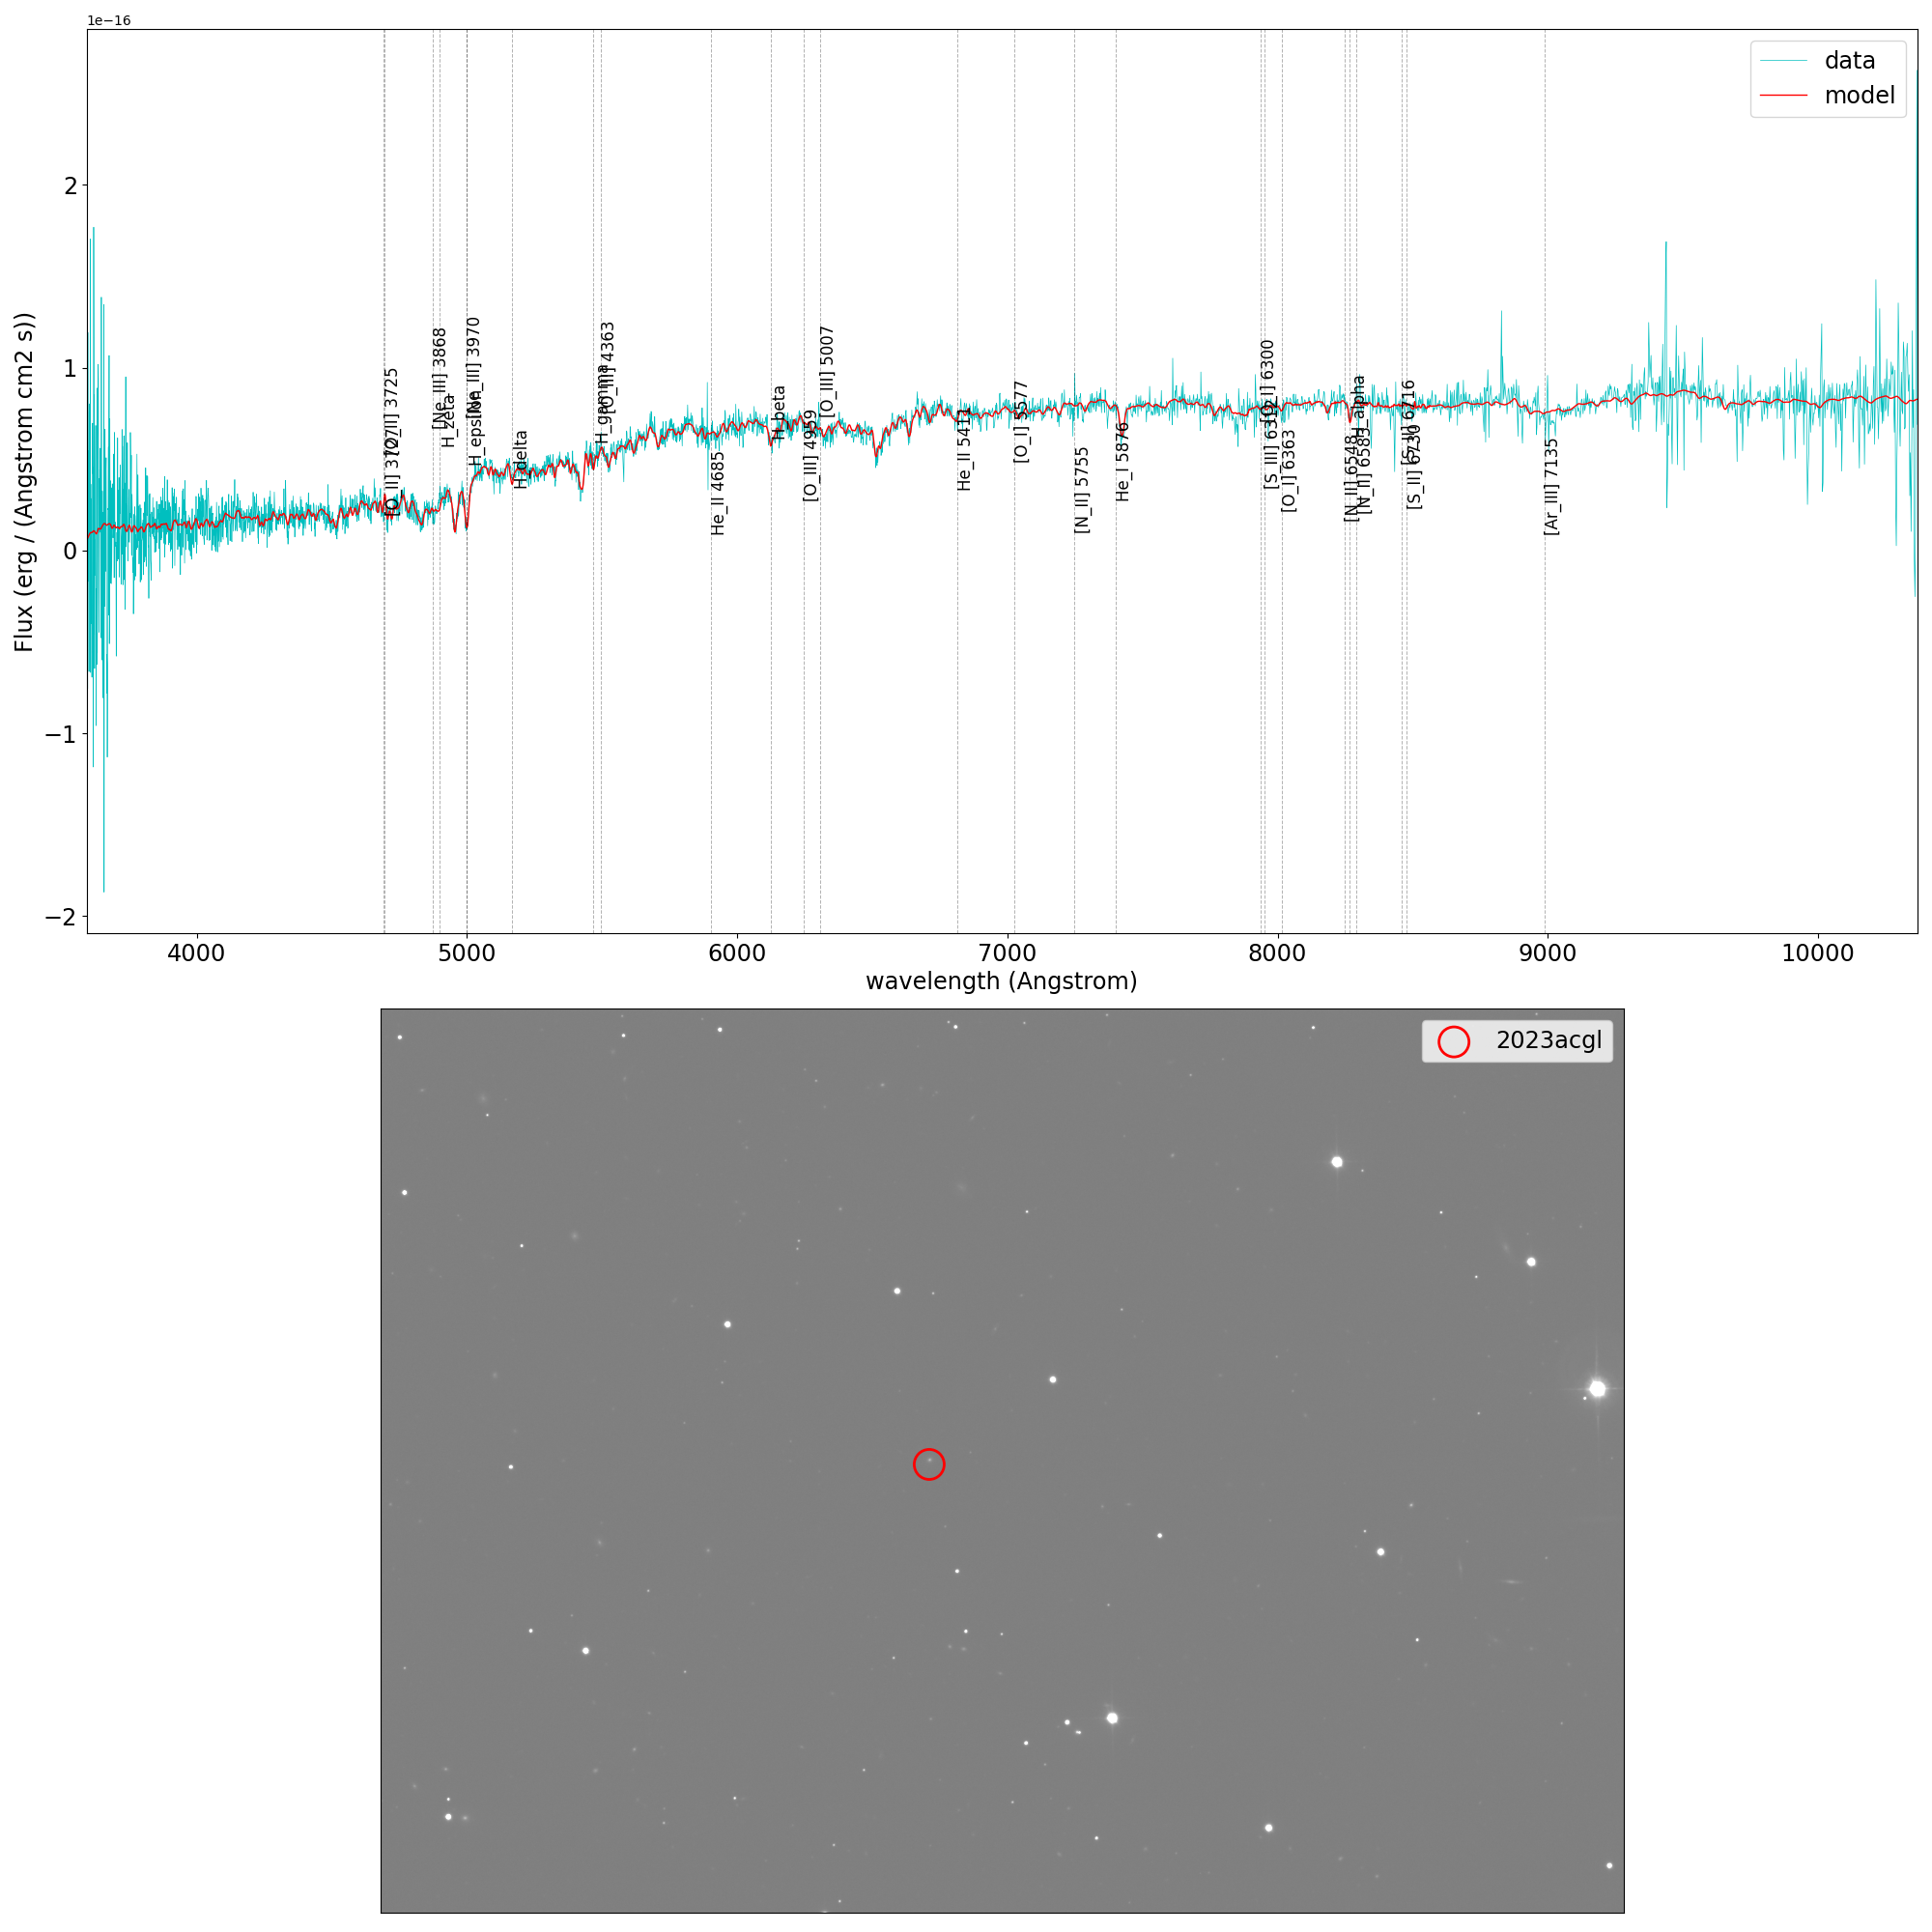 1e−16
data
model
Flux (erg / (Angstrom cm2 s))
2
1
0
−1
−2
[O_II] 3725
[O_II] 3727
[Ne_III] 3868
H_zeta
[Ne_III] 3970
H_epsilon
H_delta
H_gamma
[O_III] 4363
He_II 4685
H_beta
[O_III] 4959
[O_III] 5007
He_II 5411
[O_I] 5577
[N_II] 5755
He_I 5876
[O_I] 6300
[S_III] 6312
[O_I] 6363
[N_II] 6548
H_alpha
[N_II] 6583
[S_II] 6716
[S_II] 6730
[Ar_III] 7135
4000
5000
6000
7000
8000
9000
10000
wavelength (Angstrom)
2023acgl